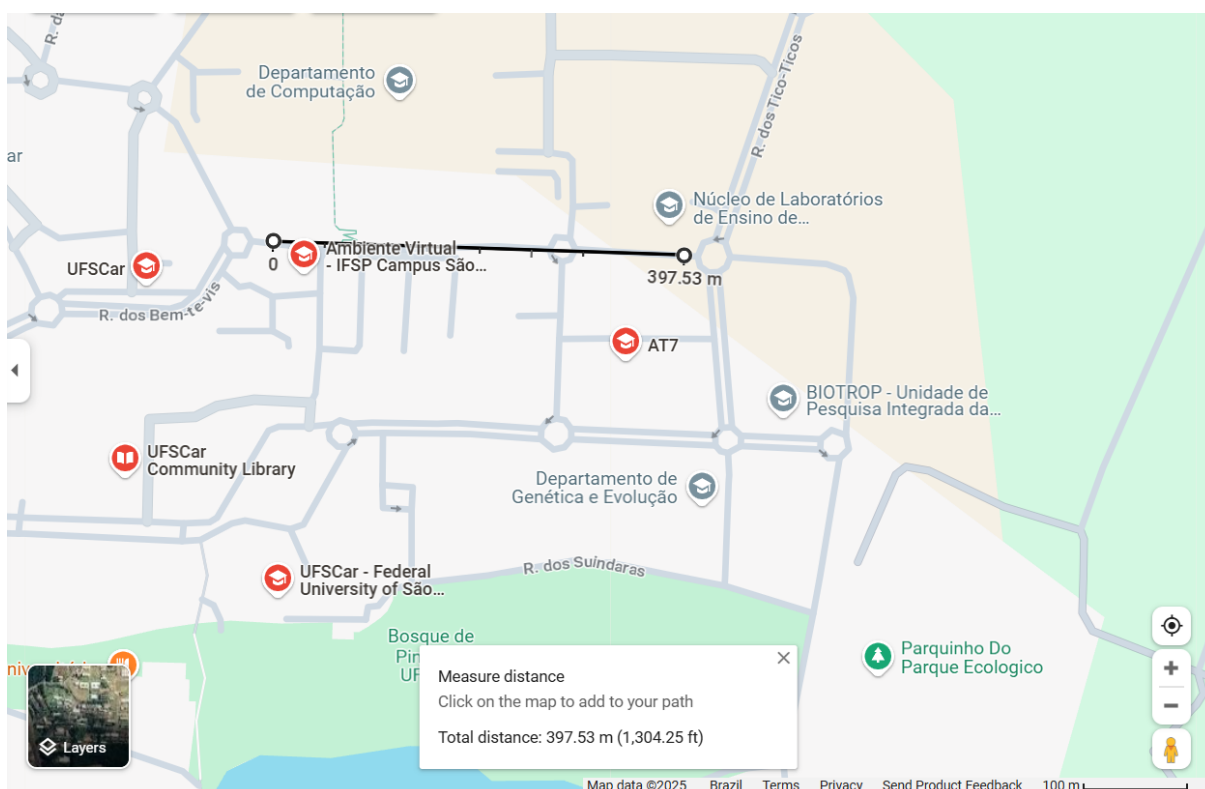 R. da
Departamento
de Computação
R. dos Tico-Ticos
ar
Núcleo de Laboratórios
de Ensino de...
Ambiente Virtual
- IFSP Campus São...
0
UFSCar
397.53 m
R. dos Bem-te-vis
AT7
BIOTROP - Unidade de
Pesquisa Integrada da...
UFSCar
Community Library
Departamento de
Genética e Evolução
R. dos Suindaras
UFSCar - Federal
University of São...
Bosque de
Pin
UF
Parquinho Do
Parque Ecologico
Measure distance
Click on the map to add to your path
Total distance: 397.53 m (1,304.25 ft)
Layers
Map data ©2025 Brazil Terms Privacy Send Product Feedback 100 m